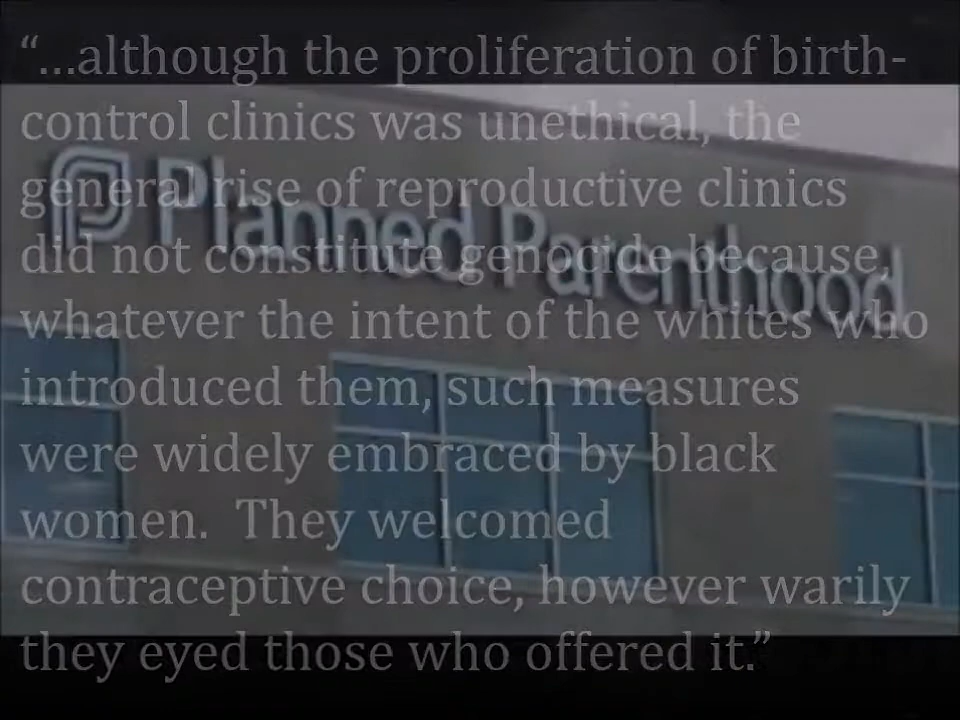 “…although the proliferation of birth-
control clinics was unethical, the
general rise of reproductive clinics
did not constitute genocide because,
whatever the intent of the whites who
introduced them, such measures
were widely embraced by black
women.  They welcomed
contraceptive choice, however warily
they eyed those who offered it.”
Planned Parenthood